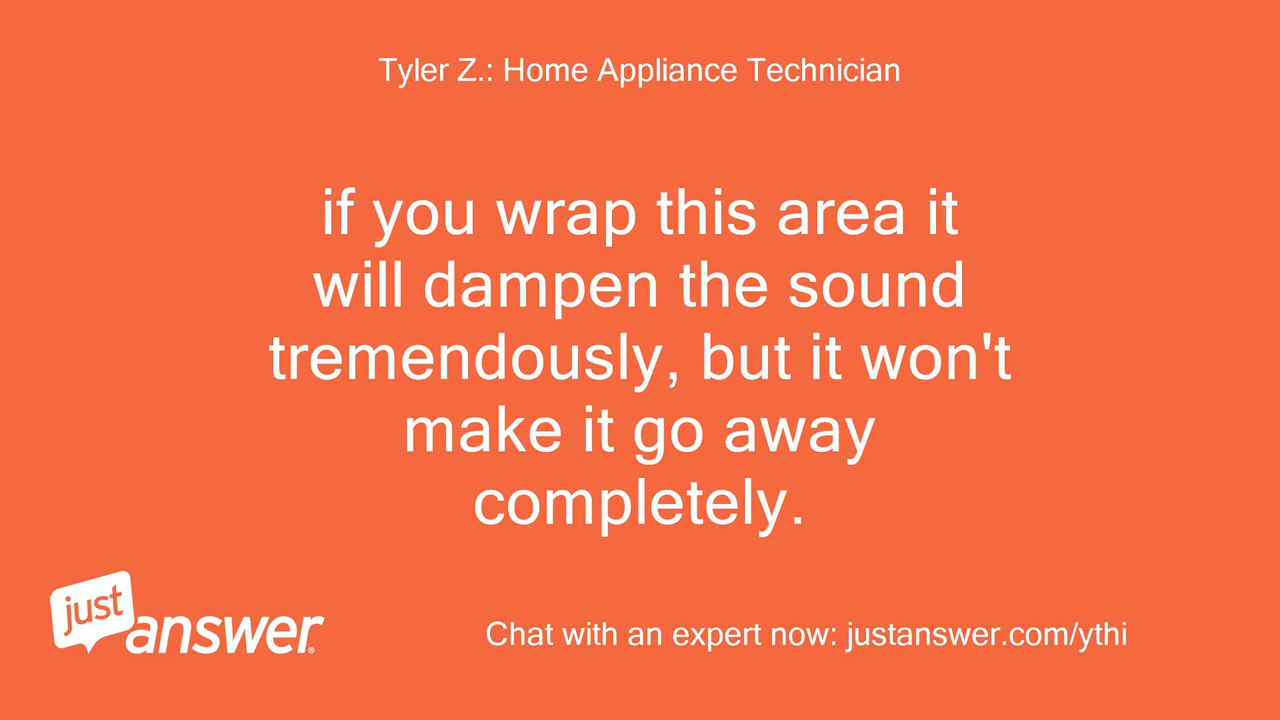 Tyler Z.: Home Appliance Technician
if you wrap this area it
will dampen the sound
tremendously, but it won't
make it go away
completely.
just
answer®
Chat with an expert now: justanswer.com/ythi